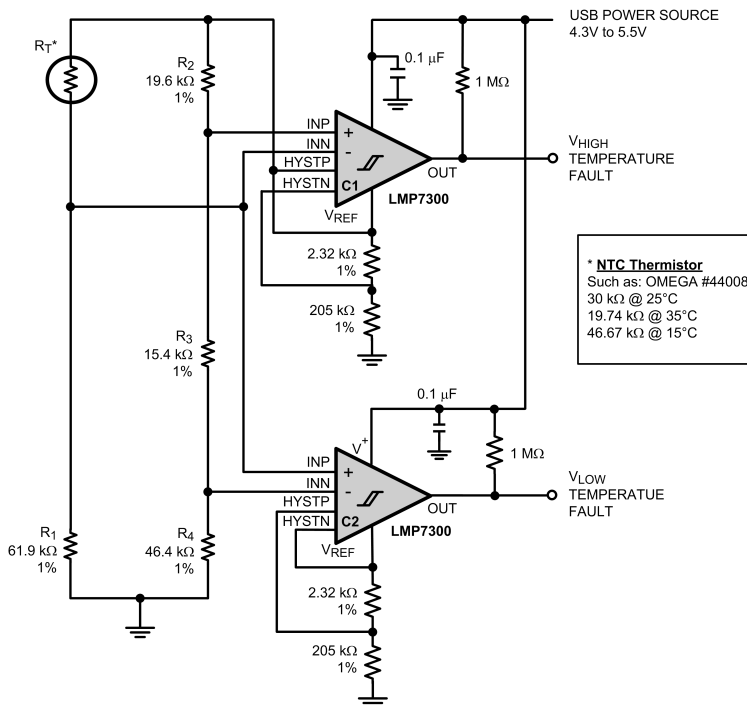 USB POWER SOURCE
4.3V to 5.5V
RT*
R2
19.6 kΩ
1%
0.1 μF
1 MΩ
INP
INN
HYSTP
HYSTN
+
-
C1
OUT
LMP7300
VREF
VHIGH
TEMPERATURE
FAULT
2.32 kΩ
1%
205 kΩ
1%
* NTC Thermistor
Such as: OMEGA #44008
30 kΩ @ 25°C
19.74 kΩ @ 35°C
46.67 kΩ @ 15°C
R3
15.4 kΩ
1%
0.1 μF
V+
1 MΩ
INP
INN
HYSTP
HYSTN
+
-
C2
OUT
LMP7300
VREF
VLOW
TEMPERATUE
FAULT
R1
61.9 kΩ
1%
R4
46.4 kΩ
1%
2.32 kΩ
1%
205 kΩ
1%